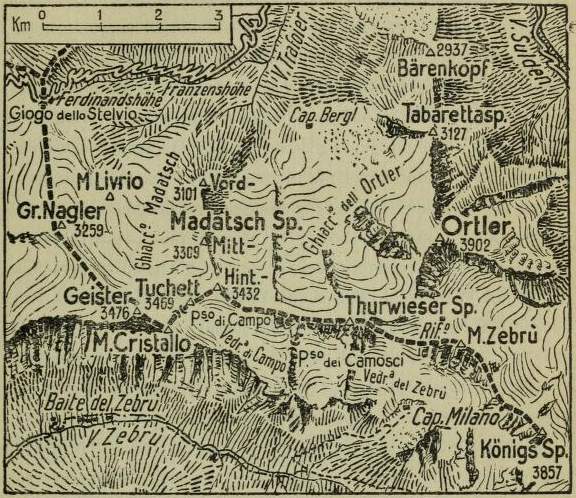 Km 0 1 2 3
2937
Bärenkopf
V. Trafoier
V. Sulden
Ferdinandshöhe
Franzenshöhe
Giogo dello Stelvio
Cap. Bergl
Tabarettasp.
3127
M Livrio
3101 Vord.-
Ghiacc.º Madatsch
Ghiacc.º dell' Ortler
Gr. Nagler
3259
Madatsch Sp.
3309 Mitt.-
Ortler
3902
Geister
3476
Tuchett
3469
Hint.-
3432
Pso di Campo
Thurwieser Sp.
Rif.º
M. Zebrù
M. Cristallo
Vedr.ª di Campo
Pso dei Camosci
Vedr.ª del Zebrù
Baite del Zebrù
Cap. Milano
V. Zebrù
Königs Sp.
3857